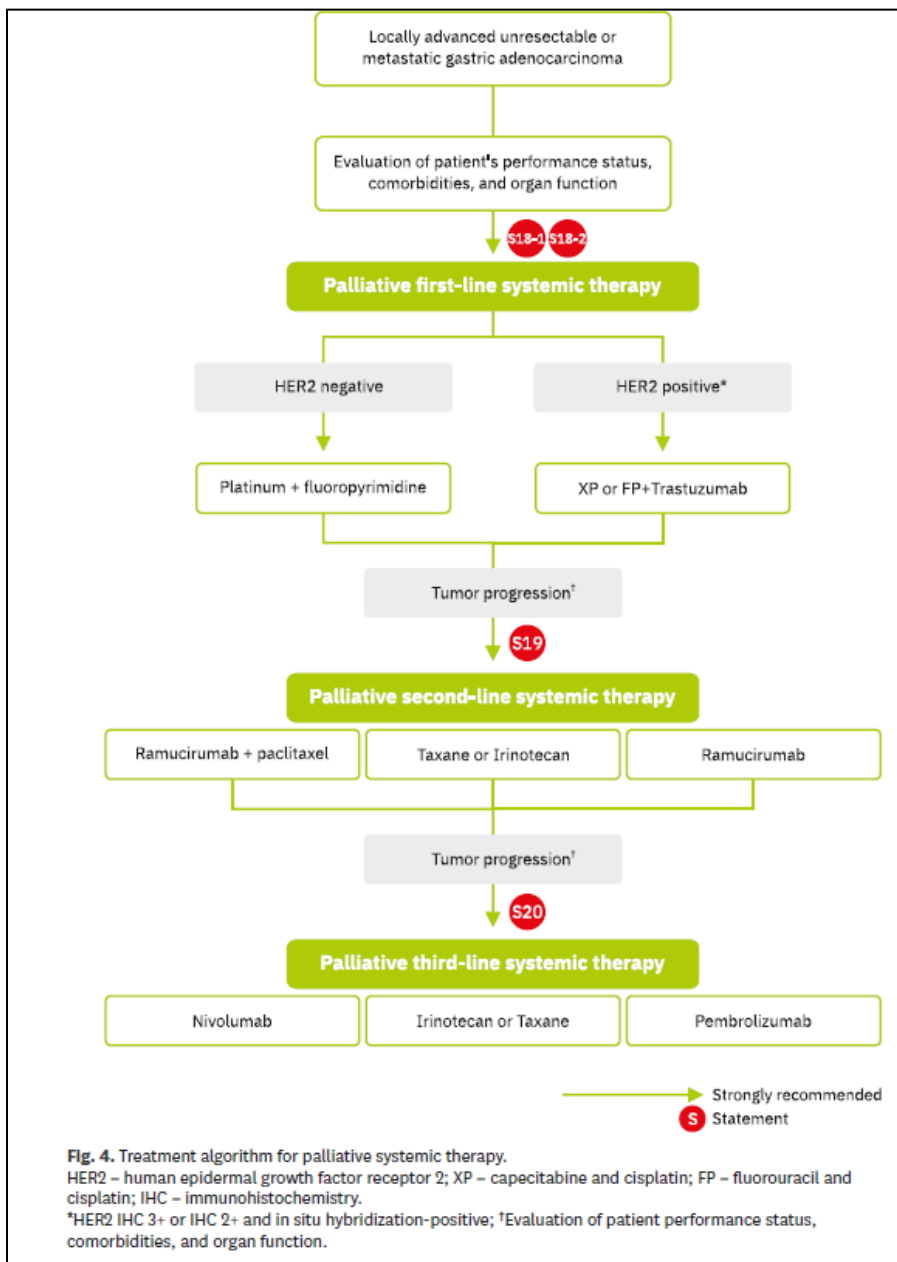 Locally advanced unresectable or
metastatic gastric adenocarcinoma
Evaluation of patient's performance status,
comorbidities, and organ function
S18-1 S18-2
Palliative first-line systemic therapy
HER2 negative
HER2 positive*
Platinum + fluoropyrimidine
XP or FP+Trastuzumab
Tumor progression†
S19
Palliative second-line systemic therapy
Ramucirumab + paclitaxel
Taxane or Irinotecan
Ramucirumab
Tumor progression†
S20
Palliative third-line systemic therapy
Nivolumab
Irinotecan or Taxane
Pembrolizumab
Strongly recommended
S Statement
Fig. 4. Treatment algorithm for palliative systemic therapy.
HER2 – human epidermal growth factor receptor 2; XP – capecitabine and cisplatin; FP – fluorouracil and
cisplatin; IHC – immunohistochemistry.
*HER2 IHC 3+ or IHC 2+ and in situ hybridization-positive; †Evaluation of patient performance status,
comorbidities, and organ function.